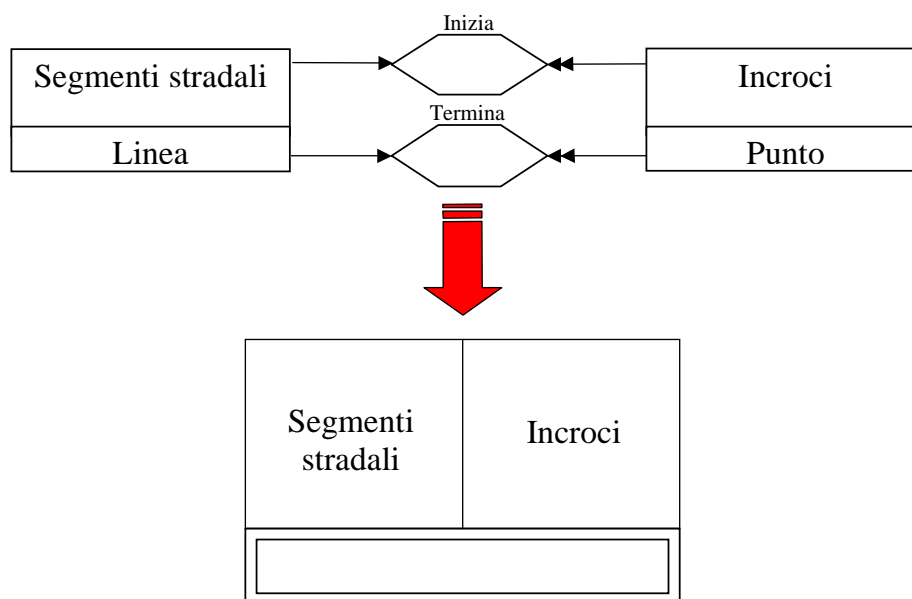 Inizia
Segmenti stradali
Incroci
Termina
Linea
Punto
Segmenti
stradali
Incroci